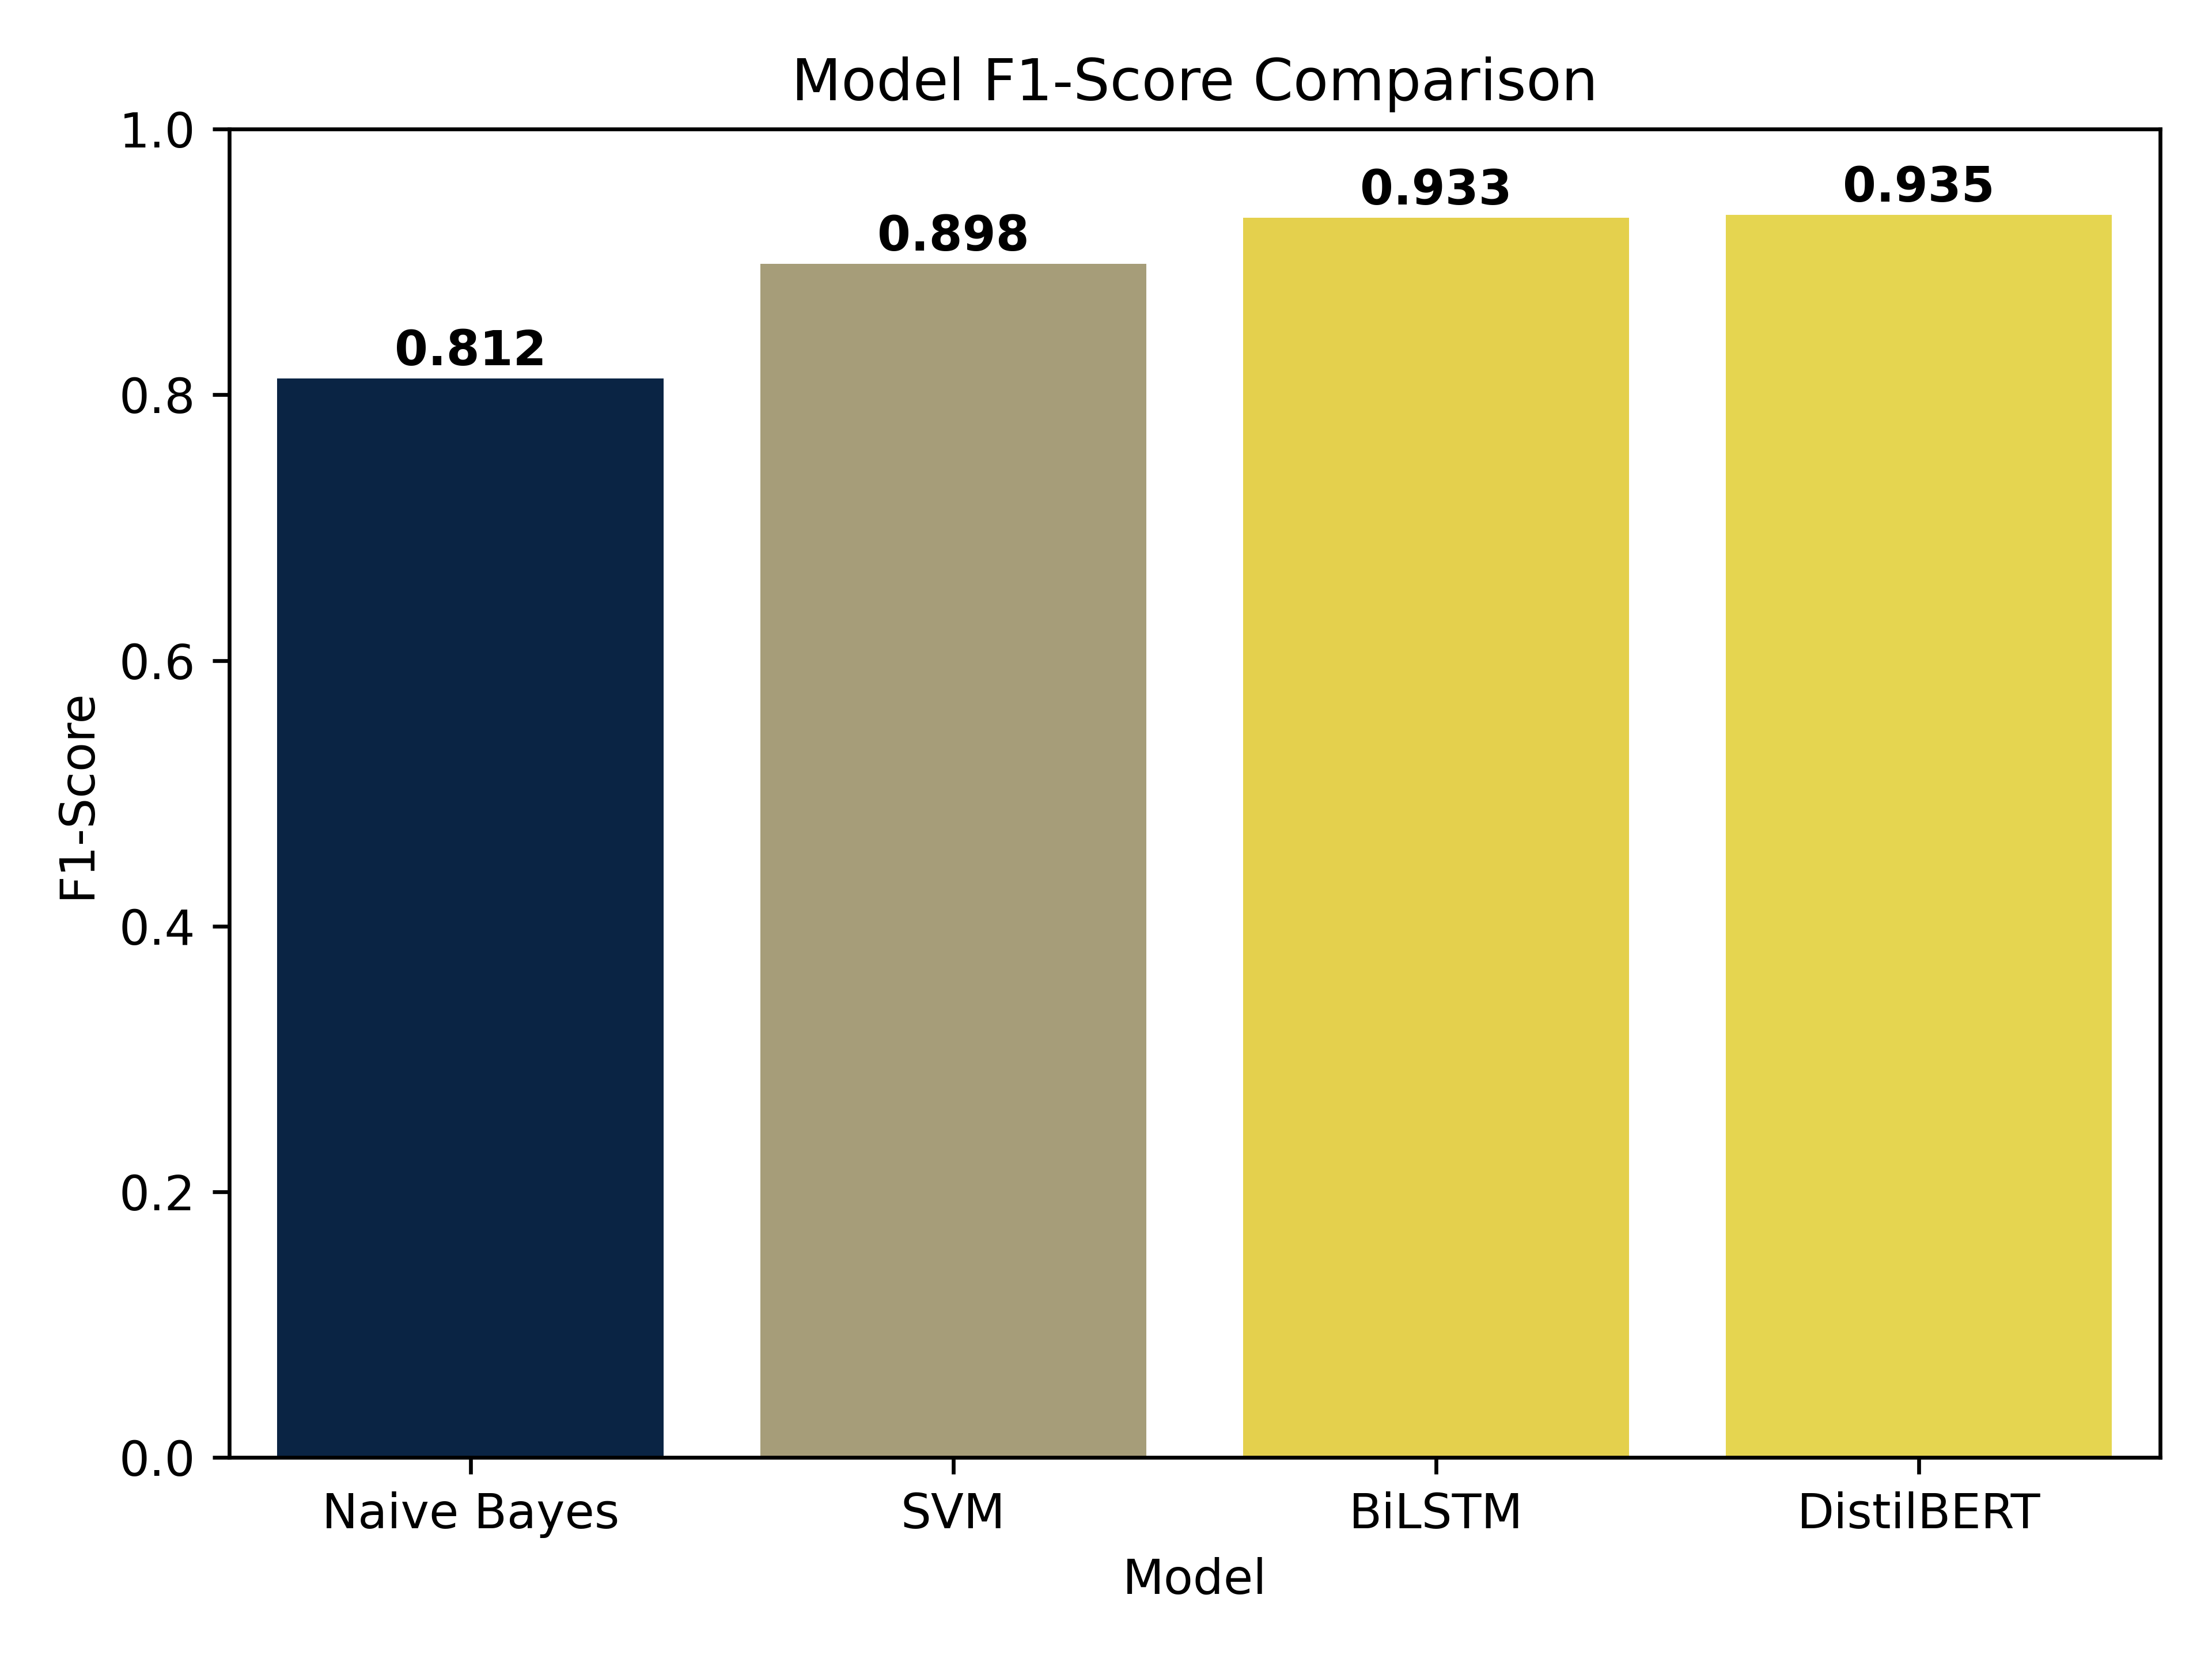 Model F1-Score Comparison
1.0
0.8
0.6
0.4
0.2
0.0
F1-Score
0.812
0.898
0.933
0.935
Naive Bayes
SVM
BiLSTM
DistilBERT
Model